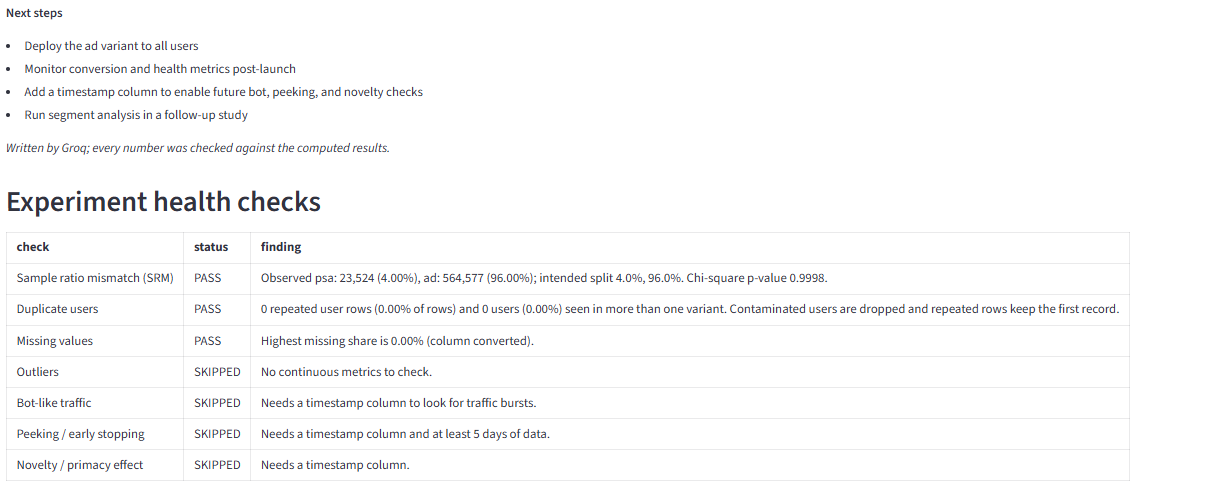 Next steps
• Deploy the ad variant to all users
• Monitor conversion and health metrics post-launch
• Add a timestamp column to enable future bot, peeking, and novelty checks
• Run segment analysis in a follow-up study
Written by Groq; every number was checked against the computed results.
Experiment health checks
check status finding
Sample ratio mismatch (SRM) PASS Observed psa: 23,524 (4.00%), ad: 564,577 (96.00%); intended split 4.0%, 96.0%. Chi-square p-value 0.9998.
Duplicate users PASS 0 repeated user rows (0.00% of rows) and 0 users (0.00%) seen in more than one variant. Contaminated users are dropped and repeated rows keep the first record.
Missing values PASS Highest missing share is 0.00% (column converted).
Outliers SKIPPED No continuous metrics to check.
Bot-like traffic SKIPPED Needs a timestamp column to look for traffic bursts.
Peeking / early stopping SKIPPED Needs a timestamp column and at least 5 days of data.
Novelty / primacy effect SKIPPED Needs a timestamp column.